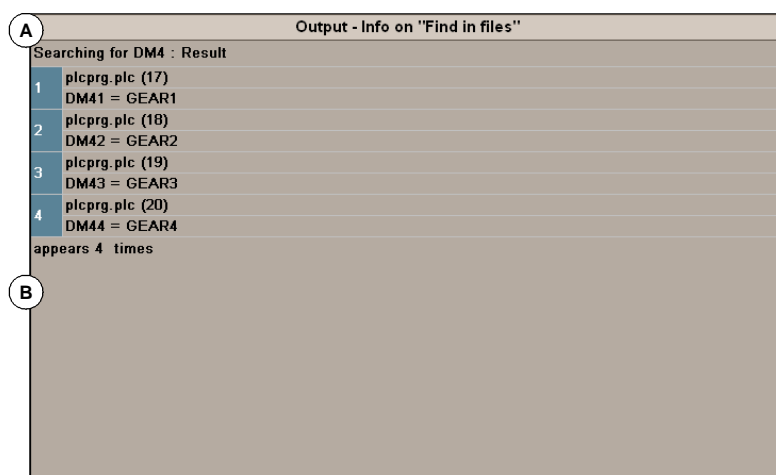 A
Output - Info on "Find in files"
Searching for DM4 : Result
1
plcprg.plc (17)
DM41 = GEAR1
2
plcprg.plc (18)
DM42 = GEAR2
3
plcprg.plc (19)
DM43 = GEAR3
4
plcprg.plc (20)
DM44 = GEAR4
appears 4 times
B